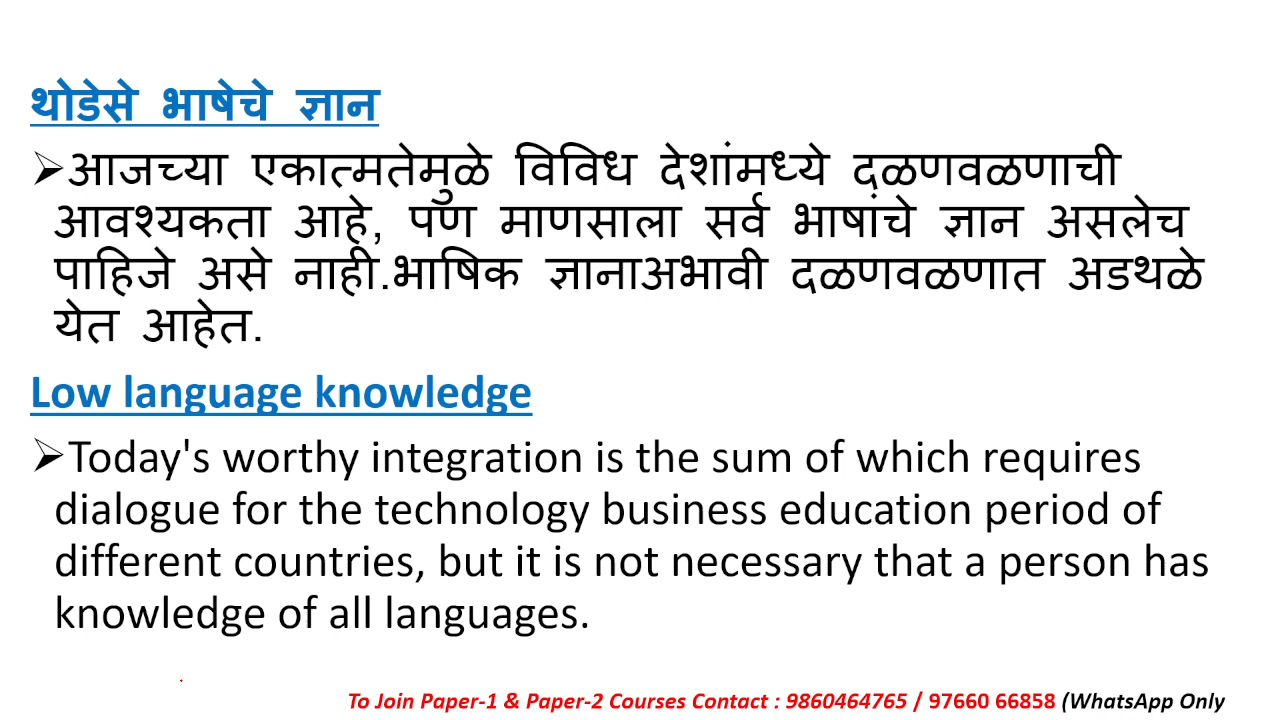 थोडेसे भाषेचे ज्ञान
➢आजच्या एकात्मतेमुळे विविध देशांमध्ये दळणवळणाची
आवश्यकता आहे, पण माणसाला सर्व भाषांचे ज्ञान असलेच
पाहिजे असे नाही.भाषिक ज्ञानाअभावी दळणवळणात अडथळे
येत आहेत.
Low language knowledge
➢Today's worthy integration is the sum of which requires
dialogue for the technology business education period of
different countries, but it is not necessary that a person has
knowledge of all languages.
To Join Paper-1 & Paper-2 Courses Contact : 9860464765 / 97660 66858 (WhatsApp Only